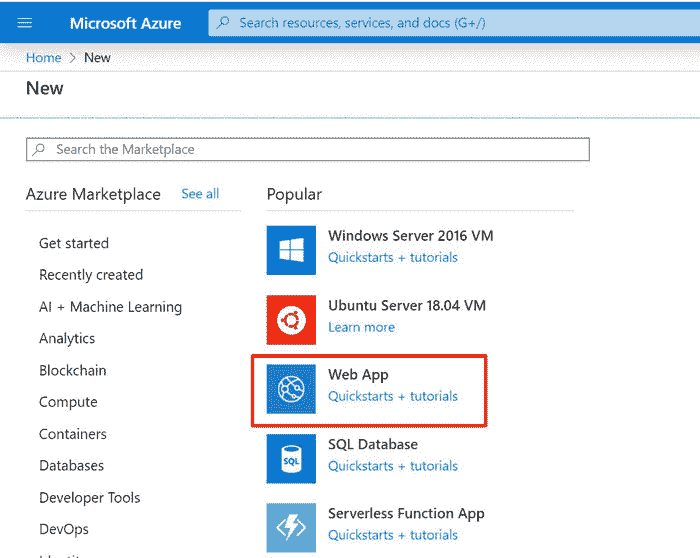 Microsoft Azure
Search resources, services, and docs (G+/)
Home > New
New
Search the Marketplace
Azure Marketplace See all
Get started
Recently created
AI + Machine Learning
Analytics
Blockchain
Compute
Containers
Databases
Developer Tools
DevOps
Popular
Windows Server 2016 VM
Quickstarts + tutorials
Ubuntu Server 18.04 VM
Learn more
Web App
Quickstarts + tutorials
SQL
SQL Database
Quickstarts + tutorials
Serverless Function App
Quickstarts + tutorials